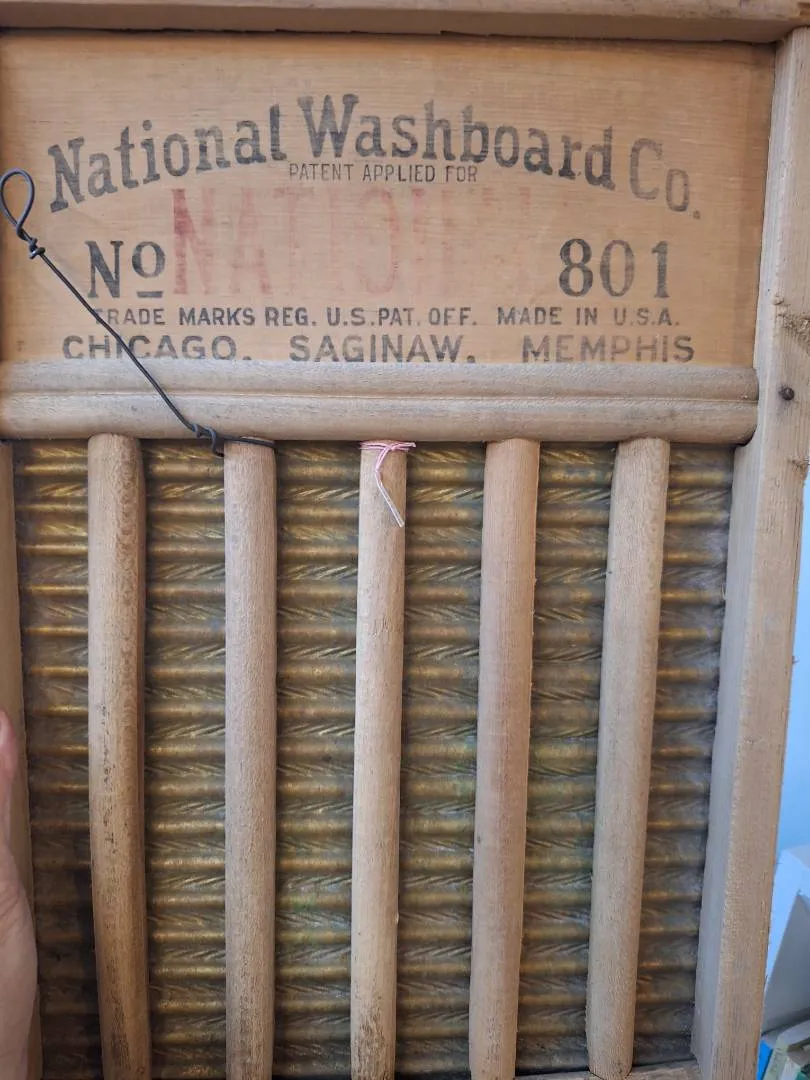 National Washboard Co.
PATENT APPLIED FOR
No 801
TRADE MARKS REG. U.S. PAT. OFF. MADE IN U.S.A.
CHICAGO, SAGINAW, MEMPHIS